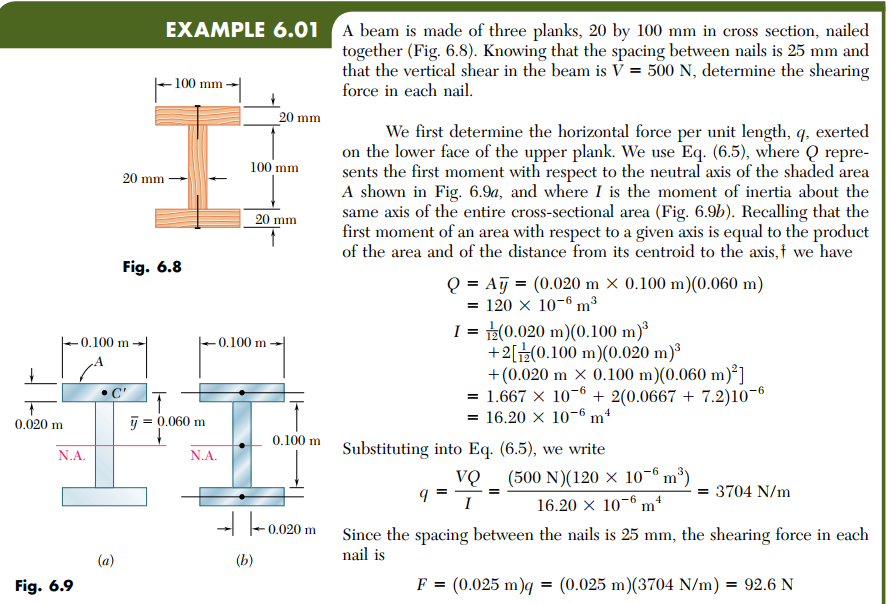 EXAMPLE 6.01
A beam is made of three planks, 20 by 100 mm in cross section, nailed
together (Fig. 6.8). Knowing that the spacing between nails is 25 mm and
that the vertical shear in the beam is V = 500 N, determine the shearing
force in each nail.
100 mm
20 mm
100 mm
20 mm
20 mm
Fig. 6.8
We first determine the horizontal force per unit length, q, exerted
on the lower face of the upper plank. We use Eq. (6.5), where Q repre-
sents the first moment with respect to the neutral axis of the shaded area
A shown in Fig. 6.9a, and where I is the moment of inertia about the
same axis of the entire cross-sectional area (Fig. 6.9b). Recalling that the
first moment of an area with respect to a given axis is equal to the product
of the area and of the distance from its centroid to the axis,† we have
Q = Aȳ = (0.020 m × 0.100 m)(0.060 m)
= 120 × 10⁻⁶ m³
I = 1/12(0.020 m)(0.100 m)³
+2[1/12(0.100 m)(0.020 m)³
+(0.020 m × 0.100 m)(0.060 m)²]
= 1.667 × 10⁻⁶ + 2(0.0667 + 7.2)10⁻⁶
= 16.20 × 10⁻⁶ m⁴
Substituting into Eq. (6.5), we write
q = VQ/I = (500 N)(120 × 10⁻⁶ m³)/16.20 × 10⁻⁶ m⁴ = 3704 N/m
Since the spacing between the nails is 25 mm, the shearing force in each
nail is
F = (0.025 m)q = (0.025 m)(3704 N/m) = 92.6 N
0.100 m
A
C'
0.020 m
ȳ = 0.060 m
N.A.
(a)
0.100 m
0.100 m
N.A.
0.020 m
(b)
Fig. 6.9